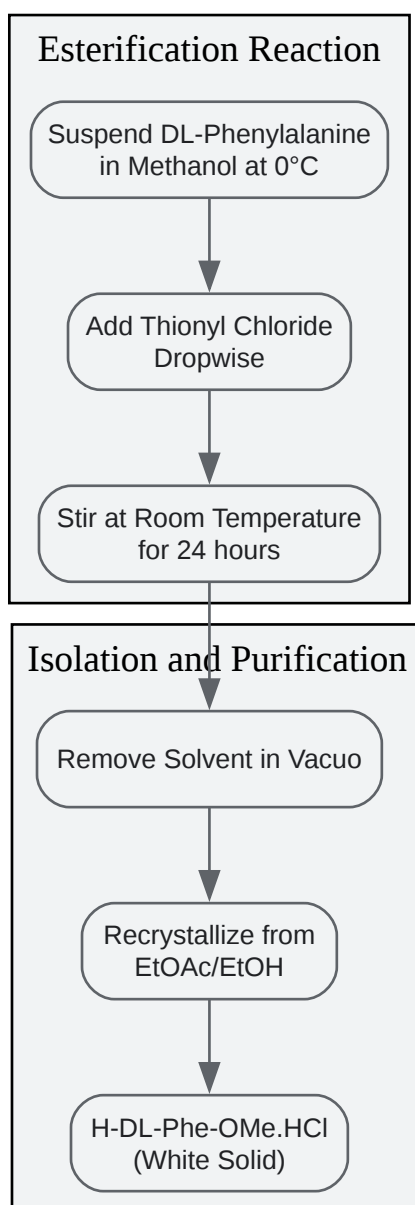 Esterification Reaction
Suspend DL-Phenylalanine
in Methanol at 0°C
Add Thionyl Chloride
Dropwise
Stir at Room Temperature
for 24 hours
Isolation and Purification
Remove Solvent in Vacuo
Recrystallize from
EtOAc/EtOH
H-DL-Phe-OMe.HCl
(White Solid)